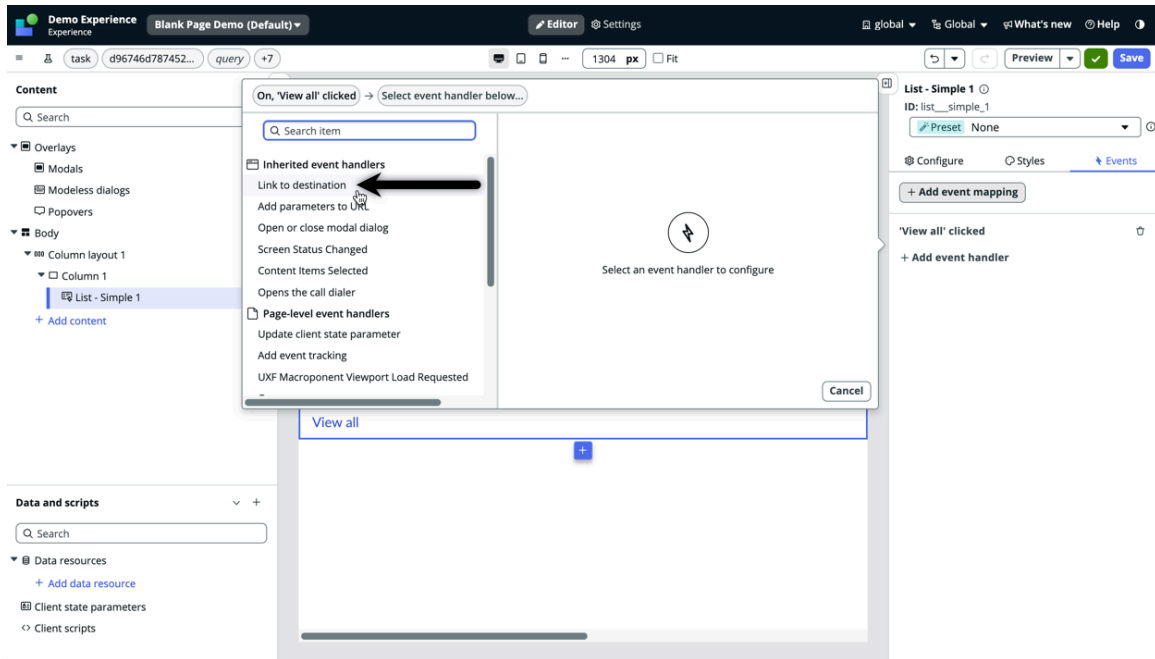 Demo Experience
Experience
Blank Page Demo (Default)
Editor
Settings
global
Global
What's new
Help
task
d96746d787452...
query
+7
1304 px
Fit
Preview
Save
Content
Search
Overlays
Modals
Modeless dialogs
Popovers
Body
Column layout 1
Column 1
List - Simple 1
+ Add content
On, 'View all' clicked → Select event handler below...
Search item
Inherited event handlers
Link to destination
Add parameters to URL
Open or close modal dialog
Screen Status Changed
Content Items Selected
Opens the call dialer
Page-level event handlers
Update client state parameter
Add event tracking
UXF Macroponent Viewport Load Requested
Select an event handler to configure
Cancel
View all
List - Simple 1
ID: list__simple_1
Preset None
Configure
Styles
Events
+ Add event mapping
'View all' clicked
+ Add event handler
Data and scripts
Search
Data resources
+ Add data resource
Client state parameters
Client scripts